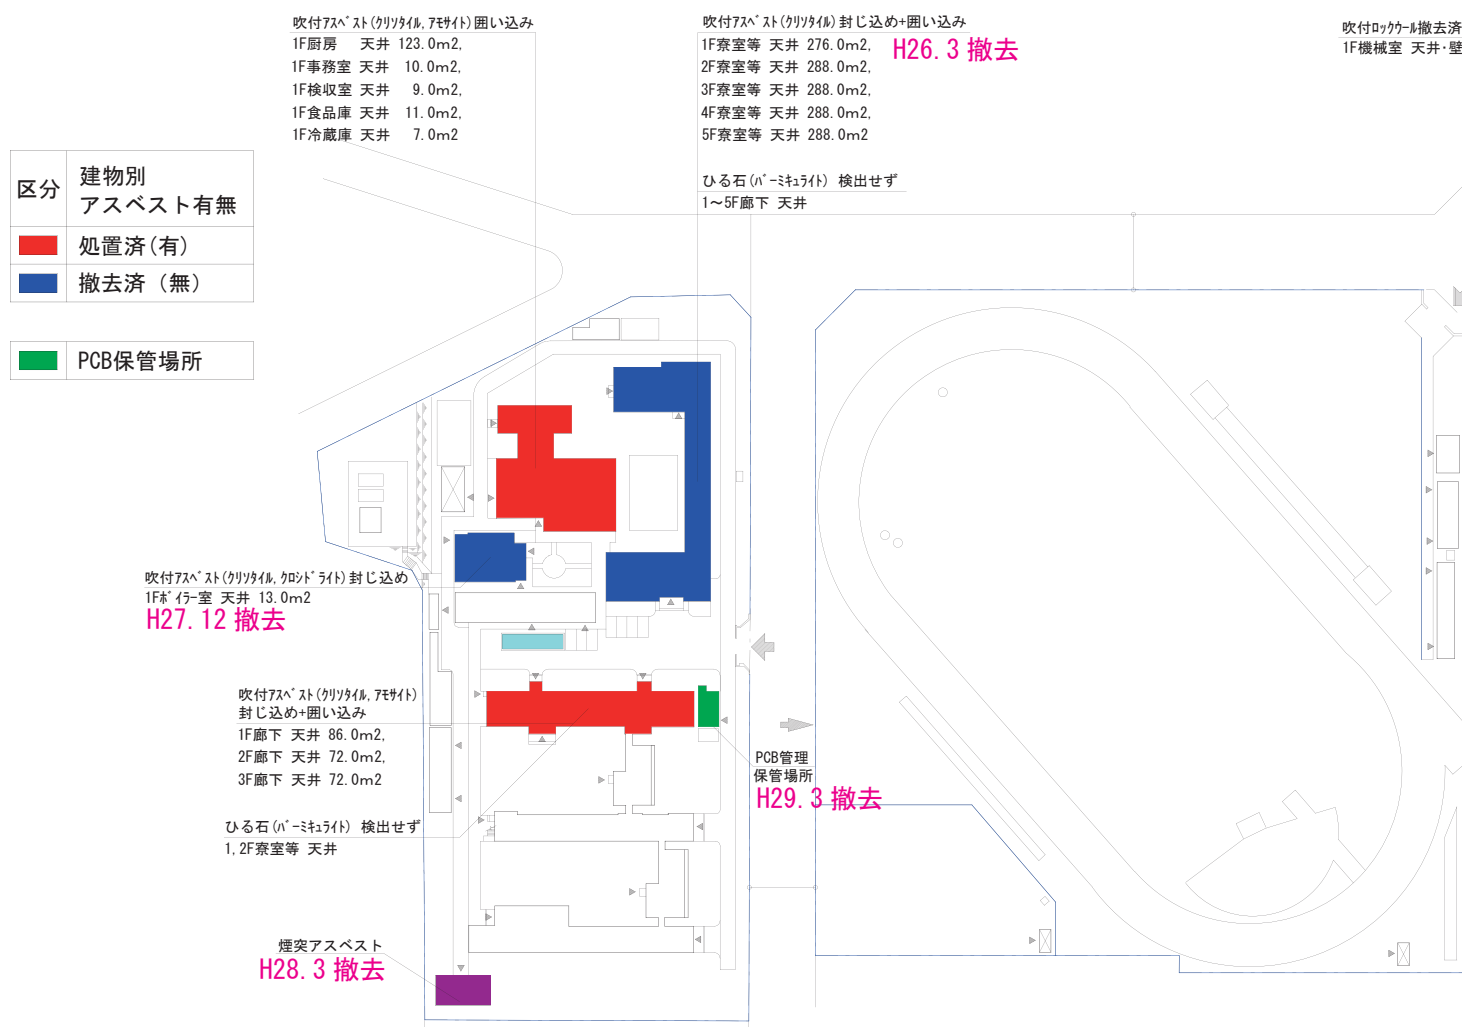 吹付アスベスト(クリソタイル,アモサイト)囲い込み
1F厨房 天井 123.0m2,
1F事務室 天井 10.0m2,
1F検収室 天井 9.0m2,
1F食品庫 天井 11.0m2,
1F冷蔵庫 天井 7.0m2
吹付アスベスト(クリソタイル)封じ込め+囲い込み
1F寮室等 天井 276.0m2,
H26.3 撤去
2F寮室等 天井 288.0m2,
3F寮室等 天井 288.0m2,
4F寮室等 天井 288.0m2,
5F寮室等 天井 288.0m2
ひる石(バーミキュライト) 検出せず
1～5F廊下 天井
吹付ロックウール撤去済
1F機械室 天井・壁
区分
建物別
アスベスト有無
処置済(有)
撤去済(無)
PCB保管場所
吹付アスベスト(クリソタイル,クロシドライト)封じ込め
1Fボイラー室 天井 13.0m2
H27.12 撤去
吹付アスベスト(クリソタイル,アモサイト)
封じ込め+囲い込み
1F廊下 天井 86.0m2,
2F廊下 天井 72.0m2,
3F廊下 天井 72.0m2
PCB管理
保管場所
H29.3 撤去
ひる石(バーミキュライト) 検出せず
1,2F寮室等 天井
煙突アスベスト
H28.3 撤去